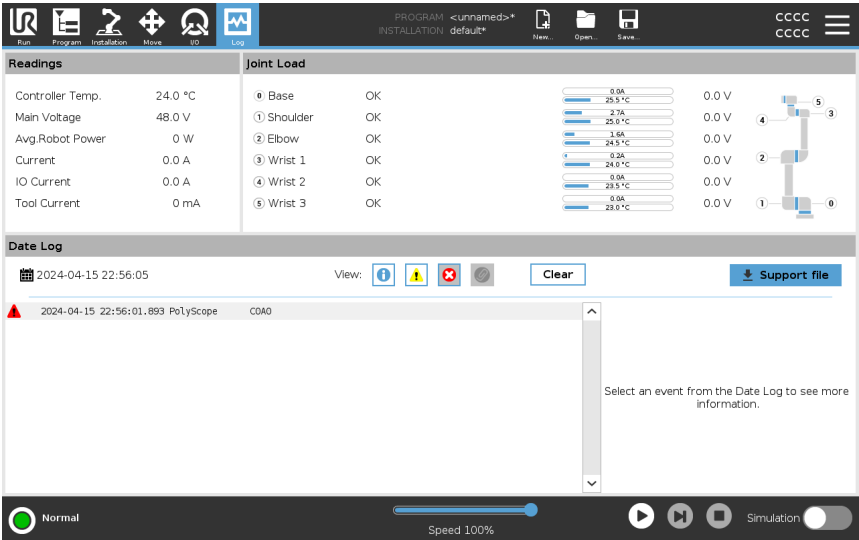 UR
PROGRAM <unnamed>*
INSTALLATION default*
Run Program Installation Move I/O Log New... Open... Save...
CCCC
CCCC
Readings
Controller Temp. 24.0 °C
Main Voltage 48.0 V
Avg.Robot Power 0 W
Current 0.0 A
IO Current 0.0 A
Tool Current 0 mA
Joint Load
0 Base OK 0.0A 25.5 °C 0.0 V
1 Shoulder OK 2.7A 25.0 °C 0.0 V
2 Elbow OK 1.6A 24.5 °C 0.0 V
3 Wrist 1 OK 0.2A 24.0 °C 0.0 V
4 Wrist 2 OK 0.0A 23.5 °C 0.0 V
5 Wrist 3 OK 0.0A 23.0 °C 0.0 V
5
4 3
2
1 0
Date Log
2024-04-15 22:56:05 View: Clear Support file
2024-04-15 22:56:01.893 PolyScope C0A0
Select an event from the Date Log to see more
information.
Normal
Speed 100%
Simulation